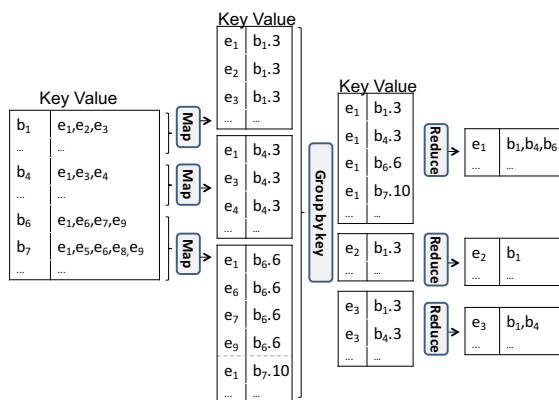 Key Value
b1 e1,e2,e3
... ...
b4 e1,e3,e4
... ...
b6 e1,e6,e7,e9
b7 e1,e5,e6,e8,e9
... ...
Map
Map
Map
Key Value
e1 b1.3
e2 b1.3
e3 b1.3
... ...
e1 b4.3
e3 b4.3
e4 b4.3
... ...
e1 b6.6
e6 b6.6
e7 b6.6
e9 b6.6
e1 b7.10
... ...
Group by key
Key Value
e1 b1.3
e1 b4.3
e1 b6.6
e1 b7.10
... ...
e2 b1.3
... ...
e3 b1.3
e3 b4.3
... ...
Reduce
Reduce
Reduce
e1 b1,b4,b6
... ...
e2 b1
... ...
e3 b1,b4
... ...